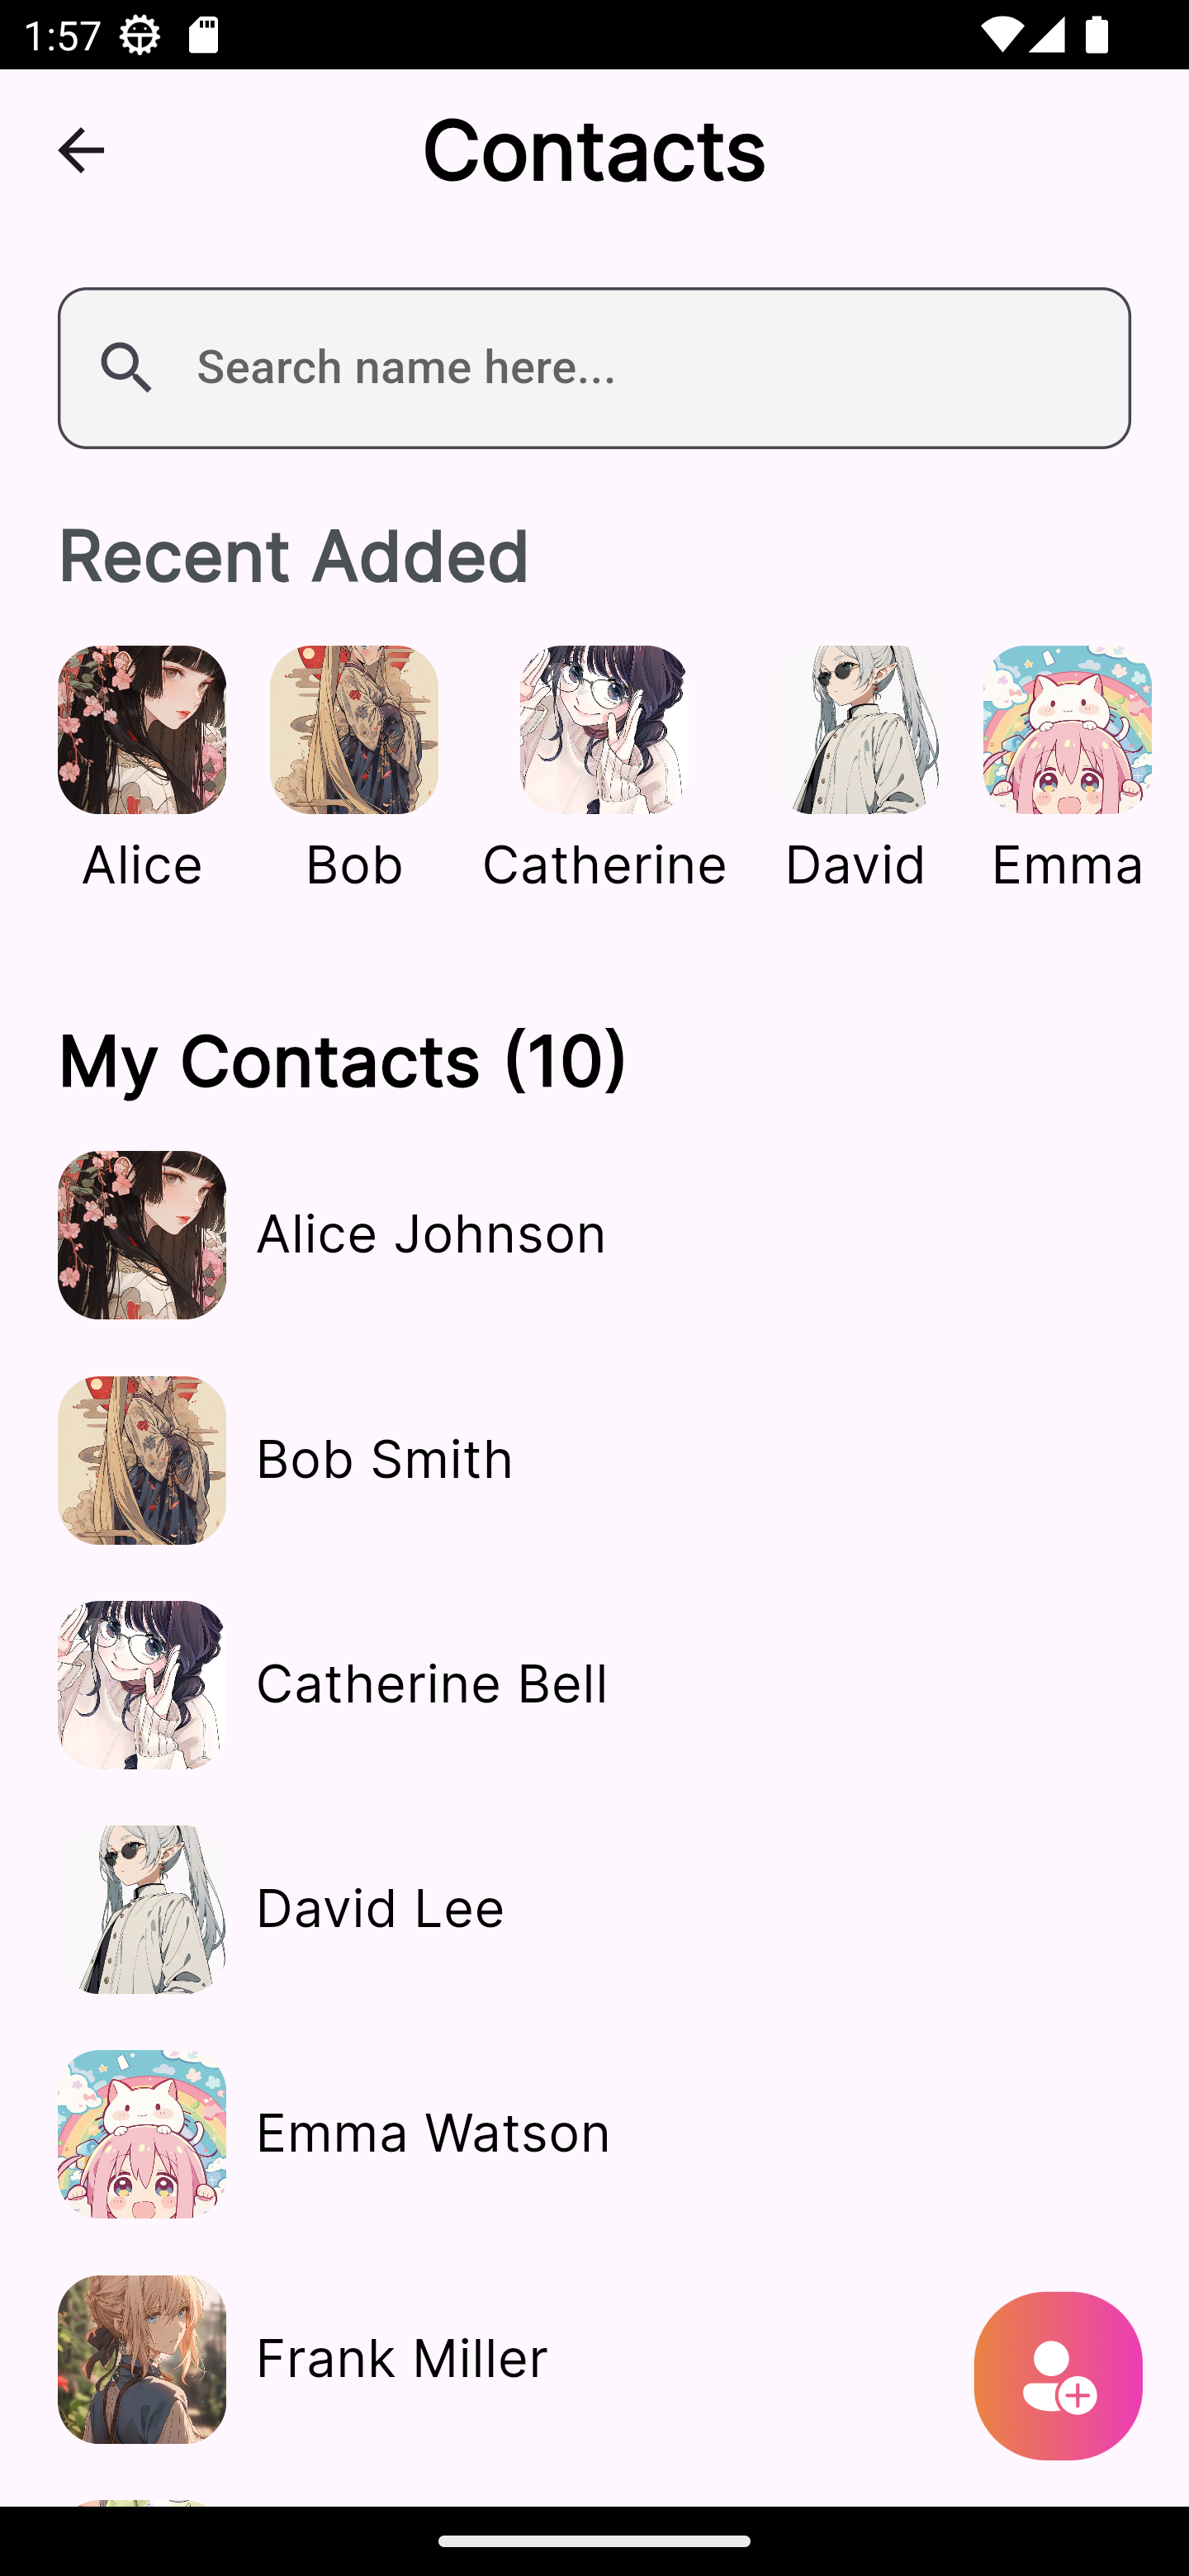 1:57
Contacts
Search name here...
Recent Added
Alice
Bob
Catherine
David
Emma
My Contacts (10)
Alice Johnson
Bob Smith
Catherine Bell
David Lee
Emma Watson
Frank Miller